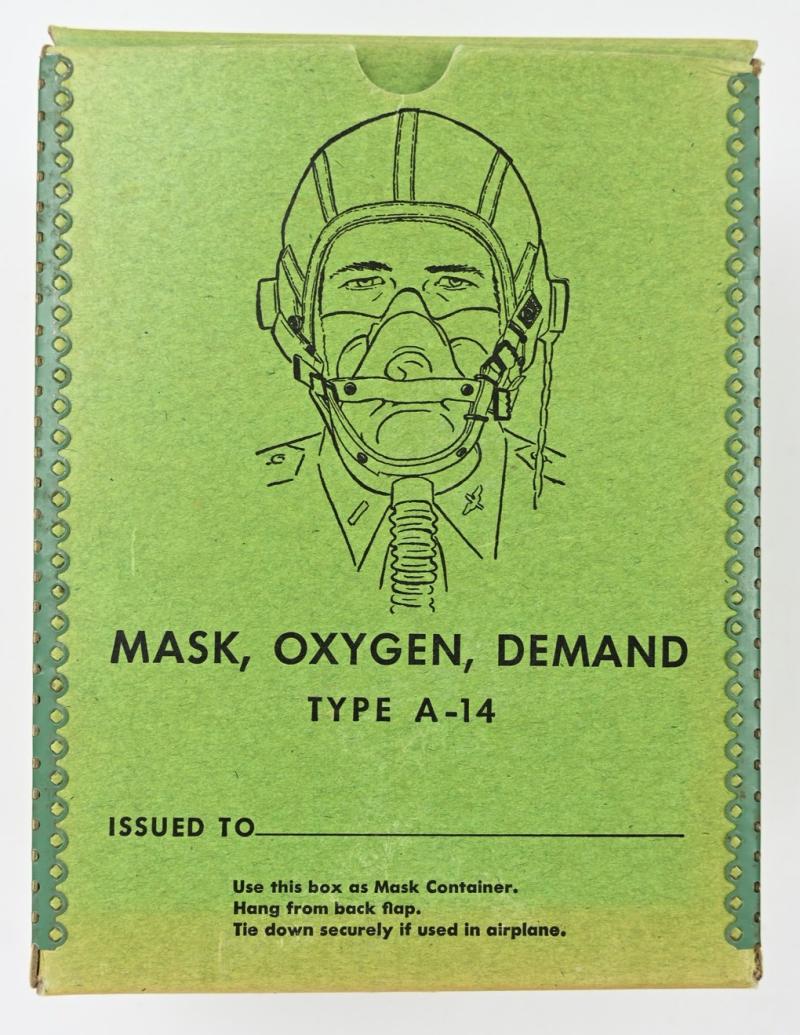 MASK, OXYGEN, DEMAND
TYPE A-14
ISSUED TO
Use this box as Mask Container.
Hang from back flap.
Tie down securely if used in airplane.